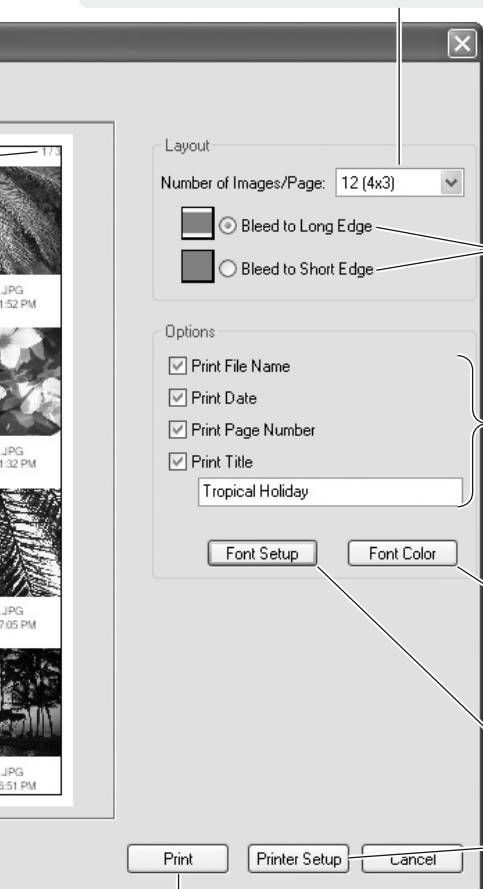 1/3
Layout
Number of Images/Page: 12 (4x3)
Bleed to Long Edge
.JPG
1:52 PM
Bleed to Short Edge
Options
Print File Name
Print Date
Print Page Number
.JPG
1:32 PM
Print Title
Tropical Holiday
Font Setup Font Color
.JPG
7:05 PM
.JPG
6:51 PM
Print Printer Setup Cancel